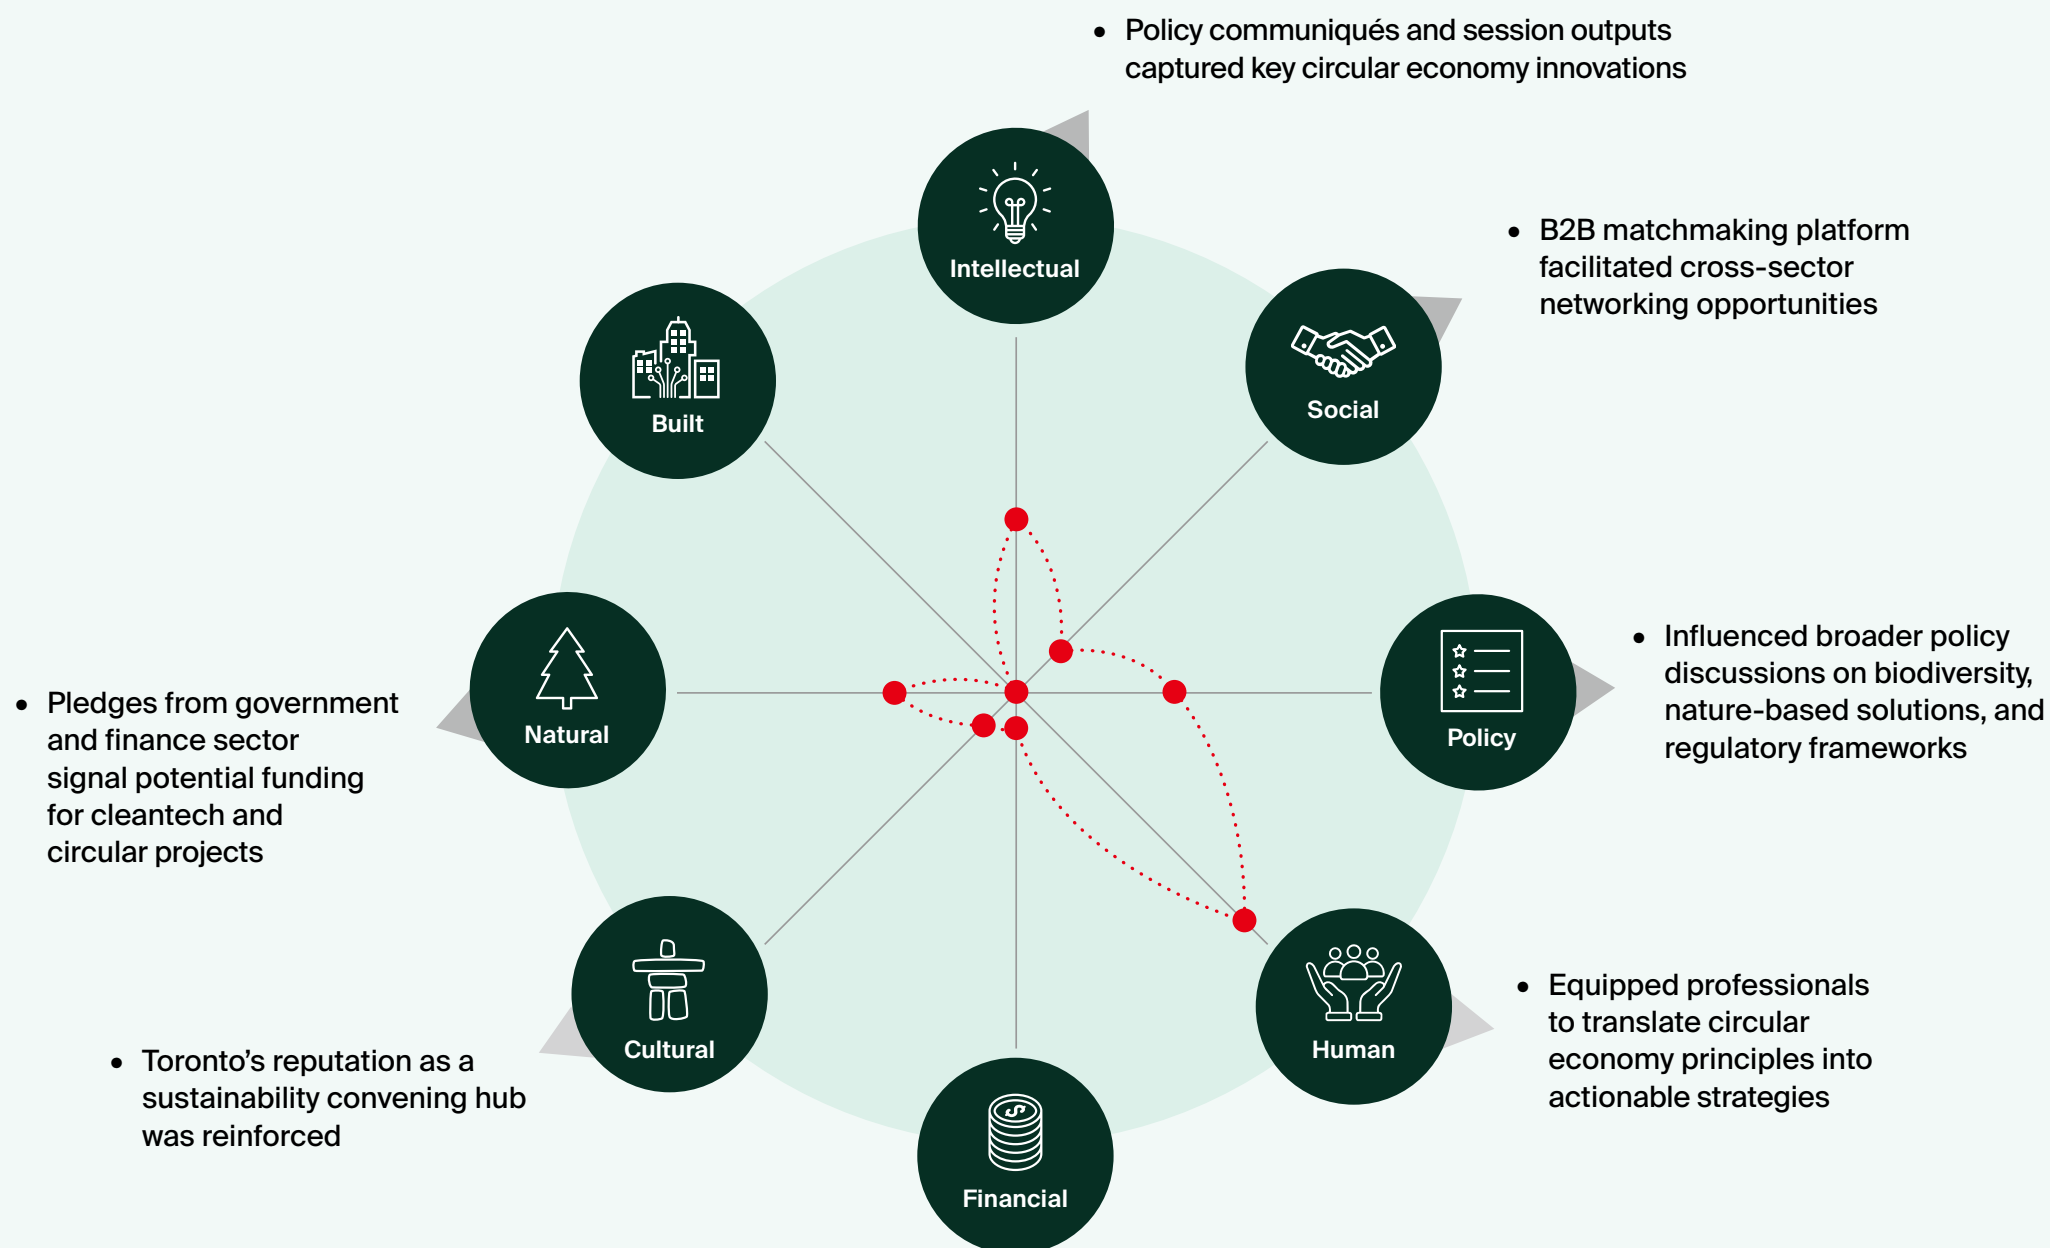 • Policy communiqués and session outputs
captured key circular economy innovations
Intellectual
• B2B matchmaking platform
facilitated cross-sector
networking opportunities
Social
Built
• Influenced broader policy
discussions on biodiversity,
nature-based solutions, and
regulatory frameworks
Policy
Natural
• Pledges from government
and finance sector
signal potential funding
for cleantech and
circular projects
• Equipped professionals
to translate circular
economy principles into
actionable strategies
Human
Cultural
• Toronto’s reputation as a
sustainability convening hub
was reinforced
$
Financial